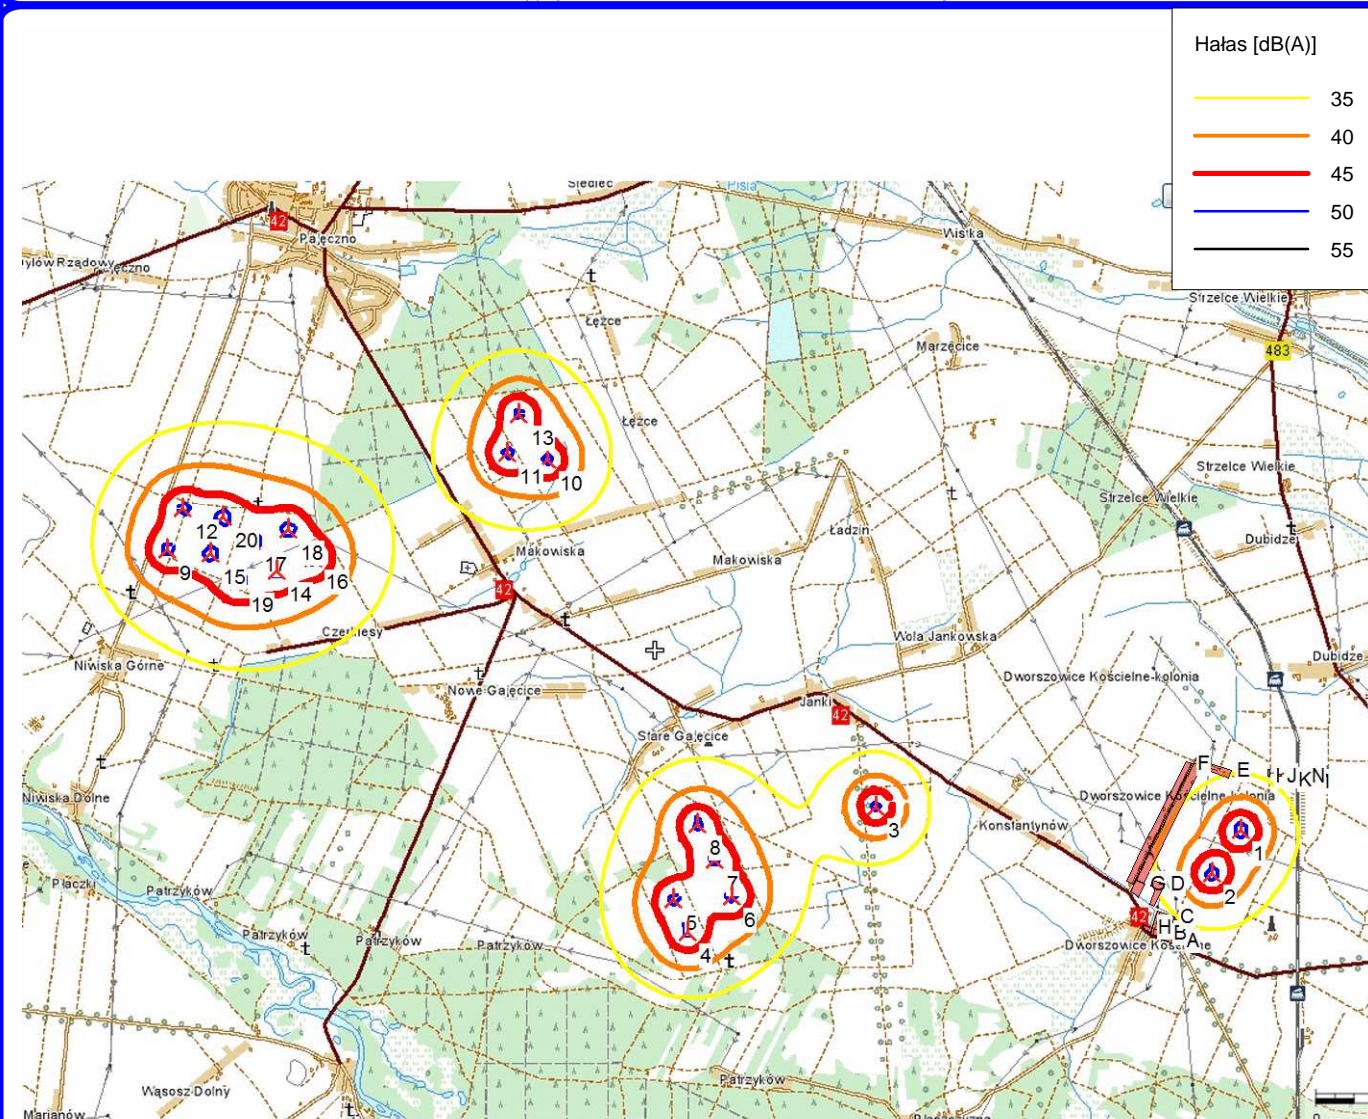 Hałas [dB(A)]
35
40
45
50
55
Siedlec
Pisia
42
Pajęczno
Wistka
Strzelce Wielkie
Łężce
Marzęcice
483
Łężce
13
11
10
Strzelce Wielkie
Strzelce Wielkie
12
20
18
17
9
15
16
14
19
Ładzin
Dubidze
Makowiska
Makowiska
42
Czerkiesy
Wola Jankowska
Niwiska Górne
Dubidze
Nowe Gajęcice
Dworszowice Kościelne-kolonia
Janki
42
Stare Gajęcice
F
E
J
K
N
Niwiska Dolne
Dworszowice Kościelne-kolonia
3
Konstantynów
8
1
7
2
G
D
Płaczki
Patrzyków
5
6
42
C
H
B
A
4
Patrzyków
Patrzyków
Patrzyków
Dworszowice Kościelne
Patrzyków
Wąsosz Dolny
Marianów